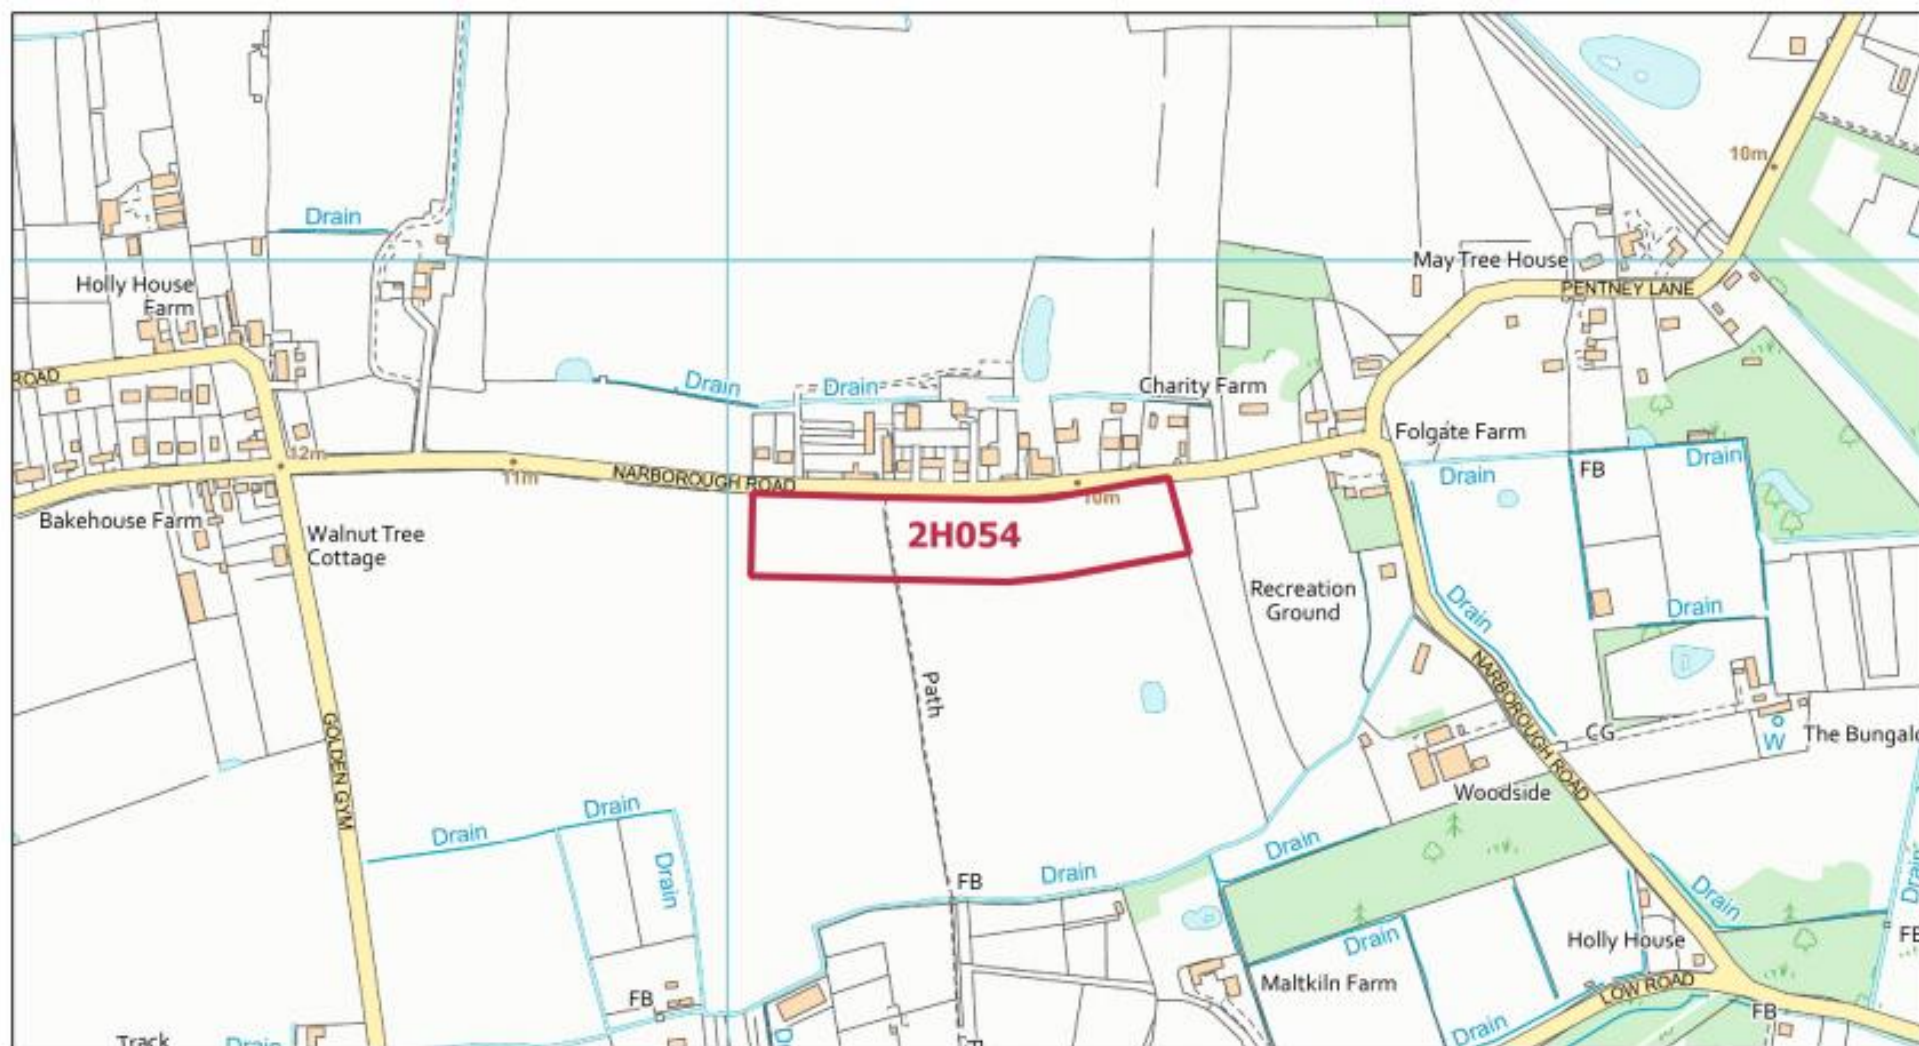 10m
Drain
May Tree House
Holly House
Farm
PENTNEY LANE
ROAD
Drain
Drain
Charity Farm
Folgate Farm
12m
11m
NARBOROUGH ROAD
10m
Drain
FB
Drain
Bakehouse Farm
Walnut Tree
Cottage
2H054
Recreation
Ground
Drain
Drain
Path
NARBOROUGH ROAD
GOLDEN GYM
CG
W
The Bungalo
Woodside
Drain
Drain
Drain
Drain
FB
Drain
Drain
Drain
Drain
FB
Holly House
Maltkiln Farm
LOW ROAD
FB
FB
Drain
Track
Drain